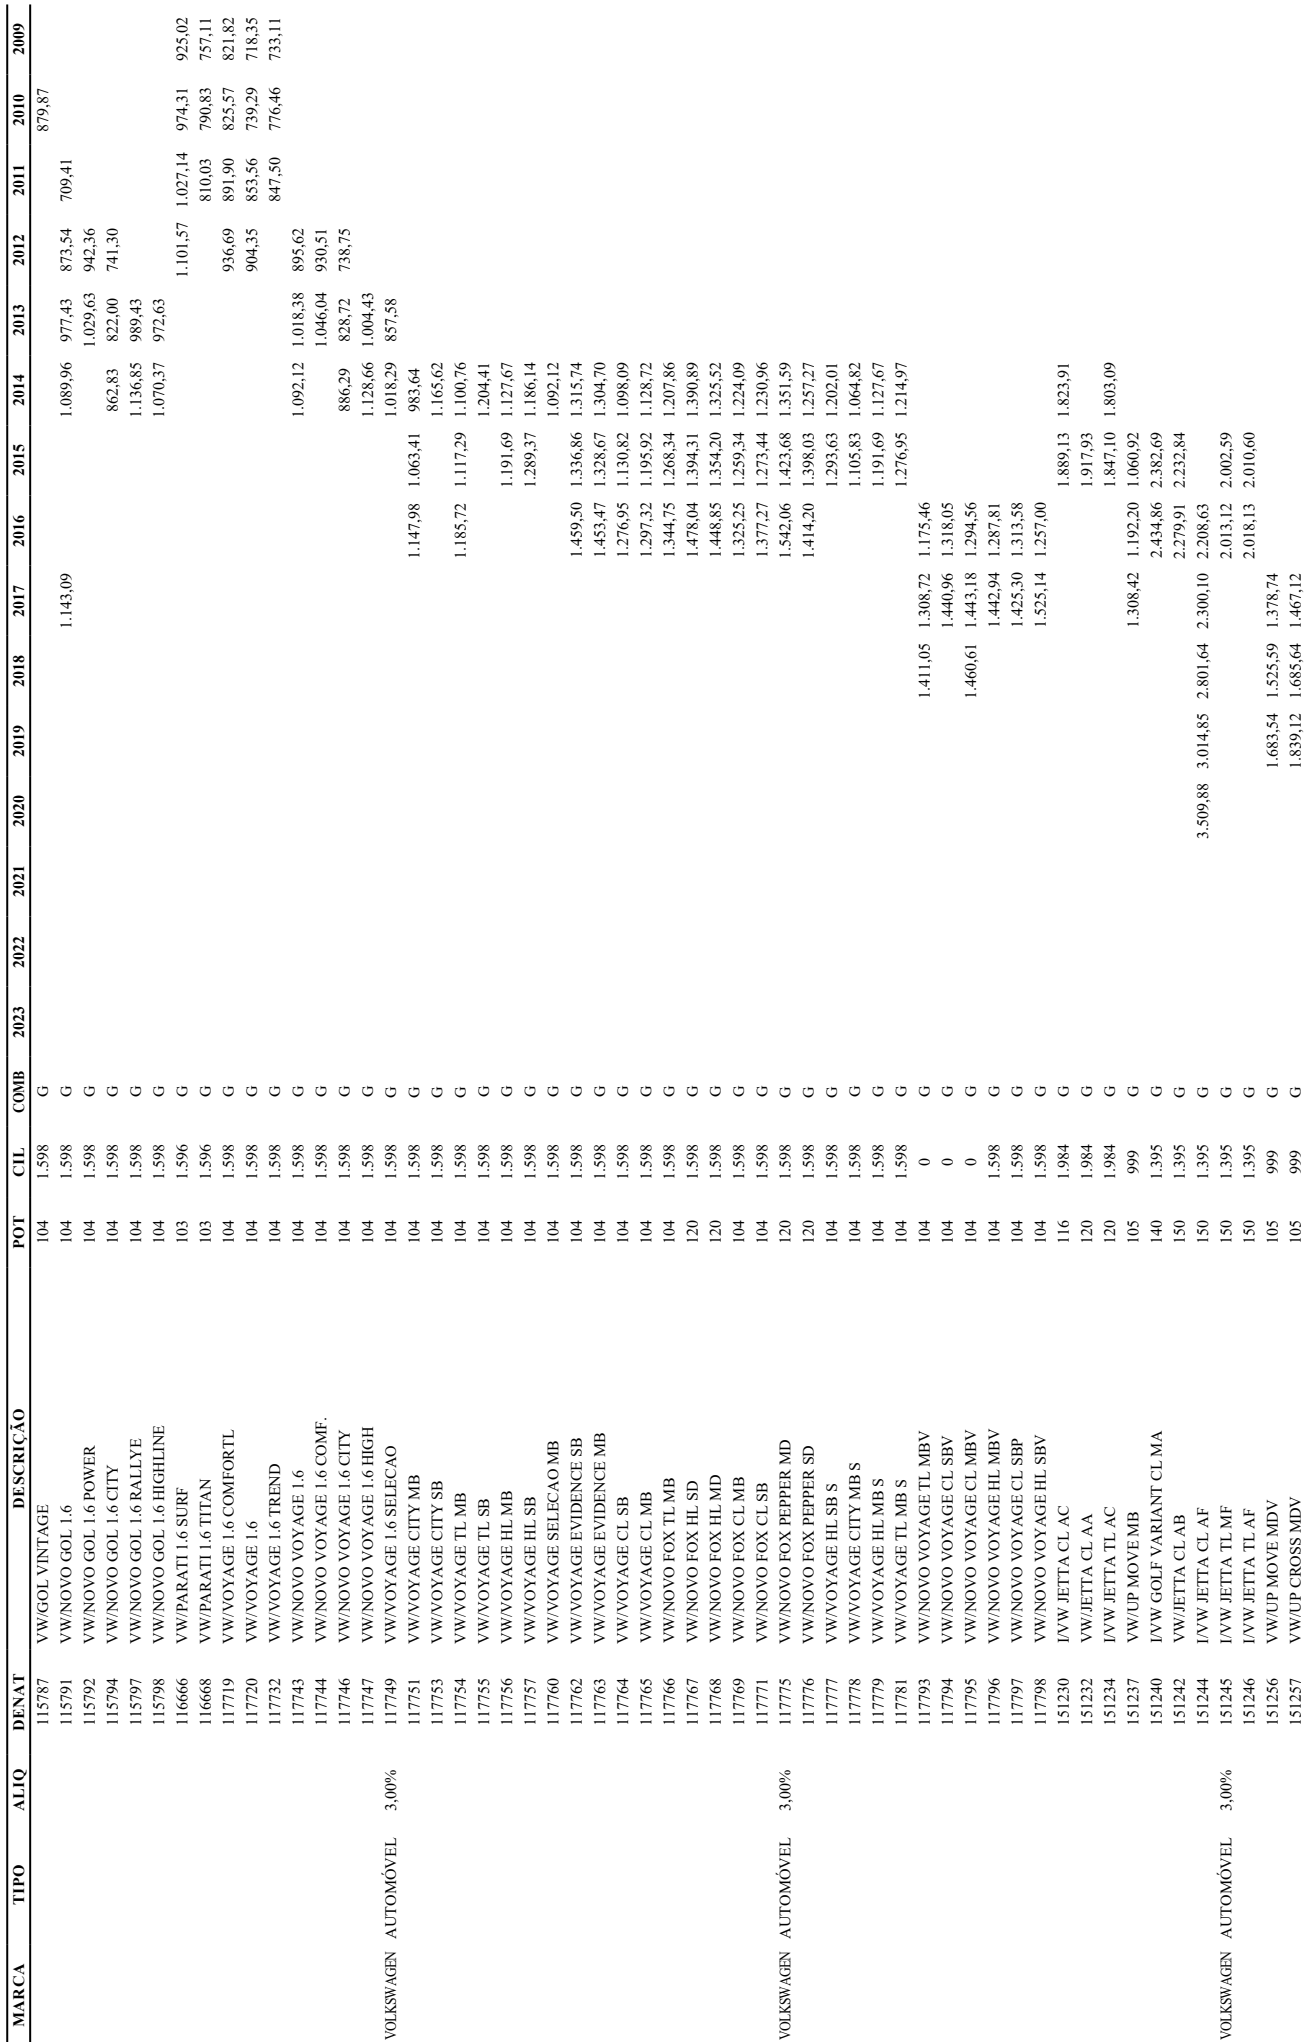 MARCA TIPO ALIQ DENAT DESCRIÇÃO POT CIL COMB 2023 2022 2021 2020 2019 2018 2017 2016 2015 2014 2013 2012 2011 2010 2009
115787 VW/GOL VINTAGE 104 1.598 G 879,87
115791 VW/NOVO GOL 1.6 104 1.598 G 1.143,09 1.089,96 977,43 873,54 709,41
115792 VW/NOVO GOL 1.6 POWER 104 1.598 G 1.029,63 942,36
115794 VW/NOVO GOL 1.6 CITY 104 1.598 G 862,83 822,00 741,30
115797 VW/NOVO GOL 1.6 RALLYE 104 1.598 G 1.136,85 989,43
115798 VW/NOVO GOL 1.6 HIGHLINE 104 1.598 G 1.070,37 972,63
116666 VW/PARATI 1.6 SURF 103 1.596 G 1.101,57 1.027,14 974,31 925,02
116668 VW/PARATI 1.6 TITAN 103 1.596 G 810,03 790,83 757,11
117719 VW/VOYAGE 1.6 COMFORTL 104 1.598 G 936,69 891,90 825,57 821,82
117720 VW/VOYAGE 1.6 104 1.598 G 904,35 853,56 739,29 718,35
117732 VW/VOYAGE 1.6 TREND 104 1.598 G 847,50 776,46 733,11
117743 VW/NOVO VOYAGE 1.6 104 1.598 G 1.092,12 1.018,38 895,62
117744 VW/NOVO VOYAGE 1.6 COMF. 104 1.598 G 1.046,04 930,51
117746 VW/NOVO VOYAGE 1.6 CITY 104 1.598 G 886,29 828,72 738,75
117747 VW/NOVO VOYAGE 1.6 HIGH 104 1.598 G 1.128,66 1.004,43
VOLKSWAGEN AUTOMÓVEL 3,00% 117749 VW/VOYAGE 1.6 SELECAO 104 1.598 G 1.018,29 857,58
117751 VW/VOYAGE CITY MB 104 1.598 G 1.147,98 1.063,41 983,64
117753 VW/VOYAGE CITY SB 104 1.598 G 1.165,62
117754 VW/VOYAGE TL MB 104 1.598 G 1.185,72 1.117,29 1.100,76
117755 VW/VOYAGE TL SB 104 1.598 G 1.204,41
117756 VW/VOYAGE HL MB 104 1.598 G 1.191,69 1.127,67
117757 VW/VOYAGE HL SB 104 1.598 G 1.289,37 1.186,14
117760 VW/VOYAGE SELECAO MB 104 1.598 G 1.092,12
117762 VW/VOYAGE EVIDENCE SB 104 1.598 G 1.459,50 1.336,86 1.315,74
117763 VW/VOYAGE EVIDENCE MB 104 1.598 G 1.453,47 1.328,67 1.304,70
117764 VW/VOYAGE CL SB 104 1.598 G 1.276,95 1.130,82 1.098,09
117765 VW/VOYAGE CL MB 104 1.598 G 1.297,32 1.195,92 1.128,72
117766 VW/NOVO FOX TL MB 104 1.598 G 1.344,75 1.268,34 1.207,86
117767 VW/NOVO FOX HL SD 120 1.598 G 1.478,04 1.394,31 1.390,89
117768 VW/NOVO FOX HL MD 120 1.598 G 1.448,85 1.354,20 1.325,52
117769 VW/NOVO FOX CL MB 104 1.598 G 1.325,25 1.259,34 1.224,09
117771 VW/NOVO FOX CL SB 104 1.598 G 1.377,27 1.273,44 1.230,96
VOLKSWAGEN AUTOMÓVEL 3,00% 117775 VW/NOVO FOX PEPPER MD 120 1.598 G 1.542,06 1.423,68 1.351,59
117776 VW/NOVO FOX PEPPER SD 120 1.598 G 1.414,20 1.398,03 1.257,27
117777 VW/VOYAGE HL SB S 104 1.598 G 1.293,63 1.202,01
117778 VW/VOYAGE CITY MB S 104 1.598 G 1.105,83 1.064,82
117779 VW/VOYAGE HL MB S 104 1.598 G 1.191,69 1.127,67
117781 VW/VOYAGE TL MB S 104 1.598 G 1.276,95 1.214,97
117793 VW/NOVO VOYAGE TL MBV 104 0 G 1.411,05 1.308,72 1.175,46
117794 VW/NOVO VOYAGE CL SBV 104 0 G 1.440,96 1.318,05
117795 VW/NOVO VOYAGE CL MBV 104 0 G 1.460,61 1.443,18 1.294,56
117796 VW/NOVO VOYAGE HL MBV 104 1.598 G 1.442,94 1.287,81
117797 VW/NOVO VOYAGE CL SBP 104 1.598 G 1.425,30 1.313,58
117798 VW/NOVO VOYAGE HL SBV 104 1.598 G 1.525,14 1.257,00
151230 I/VW JETTA CL AC 116 1.984 G 1.889,13 1.823,91
151232 VW/JETTA CL AA 120 1.984 G 1.917,93
151234 I/VW JETTA TL AC 120 1.984 G 1.847,10 1.803,09
151237 VW/UP MOVE MB 105 999 G 1.308,42 1.192,20 1.060,92
151240 I/VW GOLF VARIANT CL MA 140 1.395 G 2.434,86 2.382,69
151242 VW/JETTA CL AB 150 1.395 G 2.279,91 2.232,84
151244 I/VW JETTA CL AF 150 1.395 G 3.509,88 3.014,85 2.801,64 2.300,10 2.208,63
VOLKSWAGEN AUTOMÓVEL 3,00% 151245 I/VW JETTA TL MF 150 1.395 G 2.013,12 2.002,59
151246 I/VW JETTA TL AF 150 1.395 G 2.018,13 2.010,60
151256 VW/UP MOVE MDV 105 999 G 1.683,54 1.525,59 1.378,74
151257 VW/UP CROSS MDV 105 999 G 1.839,12 1.685,64 1.467,12